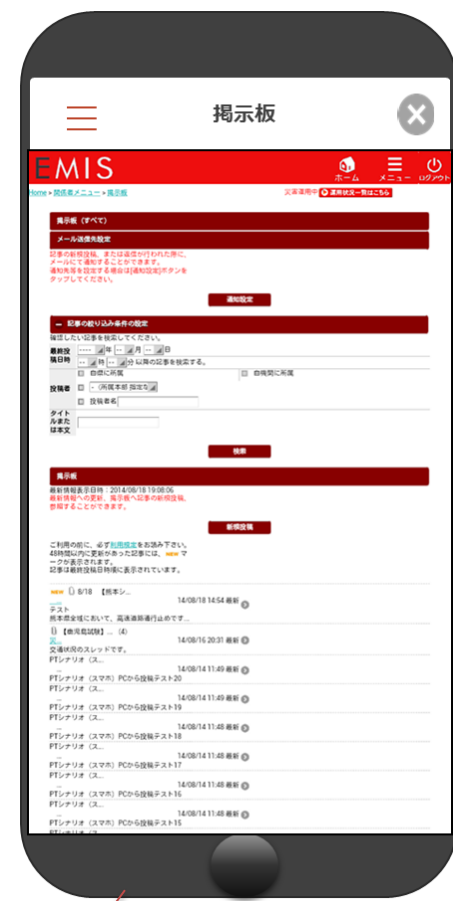 掲示板
EMIS
ホーム メニュー ログアウト
Home > 関係者メニュー > 掲示板
災害運用中 運用状況一覧はこちら
掲示板（すべて）
メール送信先設定
記事の新規投稿、または返信が行われた際に、
メールにて通知することができます。
通知先等を設定する場合は[通知設定]ボタンを
タップしてください。
通知設定
－ 記事の絞り込み条件の設定
確認したい記事を検索してください。
最終投稿日時 ---- 年 -- 月 -- 日
-- 時 -- 分 以降の記事を検索する。
投稿者 自県に所属 自機関に所属
- (所属本部 指定な
投稿者名
タイトルまたは本文
検索
掲示板
最新情報表示日時：2014/08/18 19:08:06
最新情報への更新、掲示板へ記事の新規投稿、
参照することができます。
新規投稿
ご利用の前に、必ず利用規定をお読み下さい。
48時間以内に更新があった記事には、NEW マ
ークが表示されます。
記事は最終投稿日時順に表示されています。
NEW 8/18 【熊本シ...
...
14/08/18 14:54 最新
テスト
熊本県全域において、高速道路通行止めです...
【鹿児島試験】... (4)
14/08/16 20:31 最新
交通状況のスレッドです。
PTシナリオ（ス...
...
14/08/14 11:49 最新
PTシナリオ（スマホ）PCから投稿テスト20
PTシナリオ（ス...
...
14/08/14 11:49 最新
PTシナリオ（スマホ）PCから投稿テスト19
PTシナリオ（ス...
...
14/08/14 11:48 最新
PTシナリオ（スマホ）PCから投稿テスト18
PTシナリオ（ス...
...
14/08/14 11:48 最新
PTシナリオ（スマホ）PCから投稿テスト17
PTシナリオ（ス...
...
14/08/14 11:48 最新
PTシナリオ（スマホ）PCから投稿テスト16
PTシナリオ（ス...
...
14/08/14 11:48 最新
PTシナリオ（スマホ）PCから投稿テスト15
PTシナリオ（ス